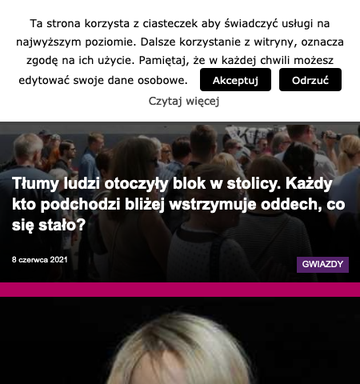 Ta strona korzysta z ciasteczek aby świadczyć usługi na
najwyższym poziomie. Dalsze korzystanie z witryny, oznacza
zgodę na ich użycie. Pamiętaj, że w każdej chwili możesz
edytować swoje dane osobowe. Akceptuj Odrzuć
Czytaj więcej
Tłumy ludzi otoczyły blok w stolicy. Każdy
kto podchodzi bliżej wstrzymuje oddech, co
się stało?
8 czerwca 2021
GWIAZDY